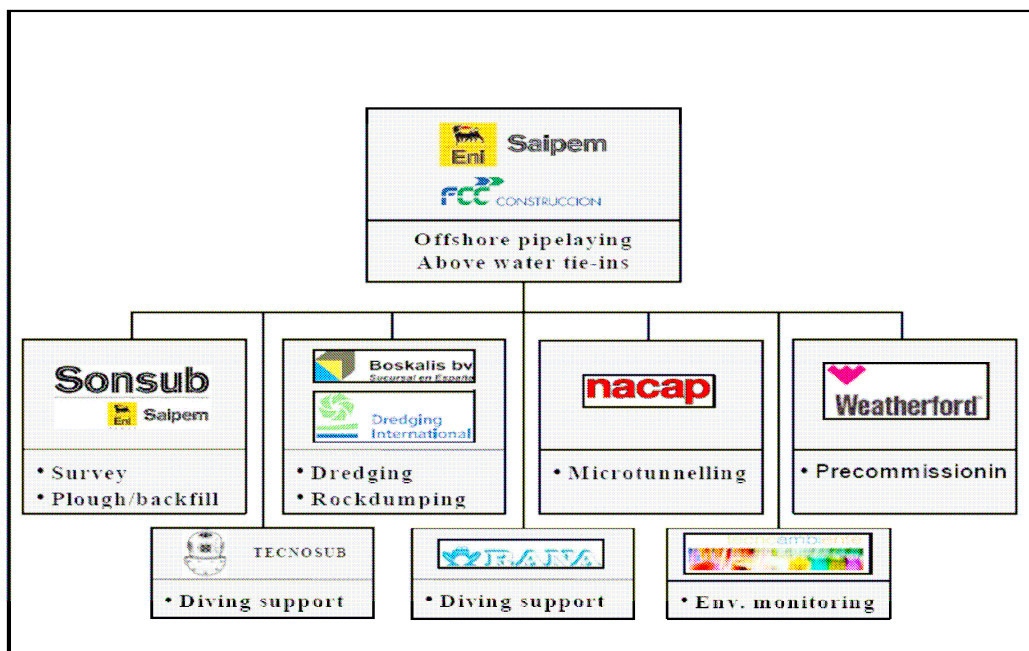 Eni Saipem
FCC CONSTRUCCION
Offshore pipelaying
Above water tie-ins
Sonsub
Eni Saipem
• Survey
• Plough/backfill
Boskalis bv
Sucursal en España
Dredging
International
• Dredging
• Rockdumping
nacap
• Microtunnelling
Weatherford
• Precommissionin
TECNOSUB
• Diving support
RANA
• Diving support
• Env. monitoring